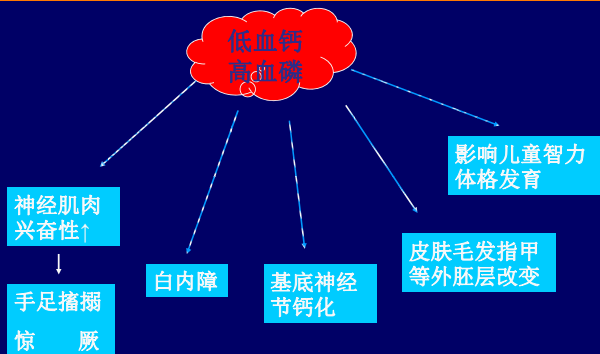 低血钙
高血磷
影响儿童智力
体格发育
神经肌肉
兴奋性↑
皮肤毛发指甲
等外胚层改变
白内障
基底神经
节钙化
手足搐搦
惊 厥